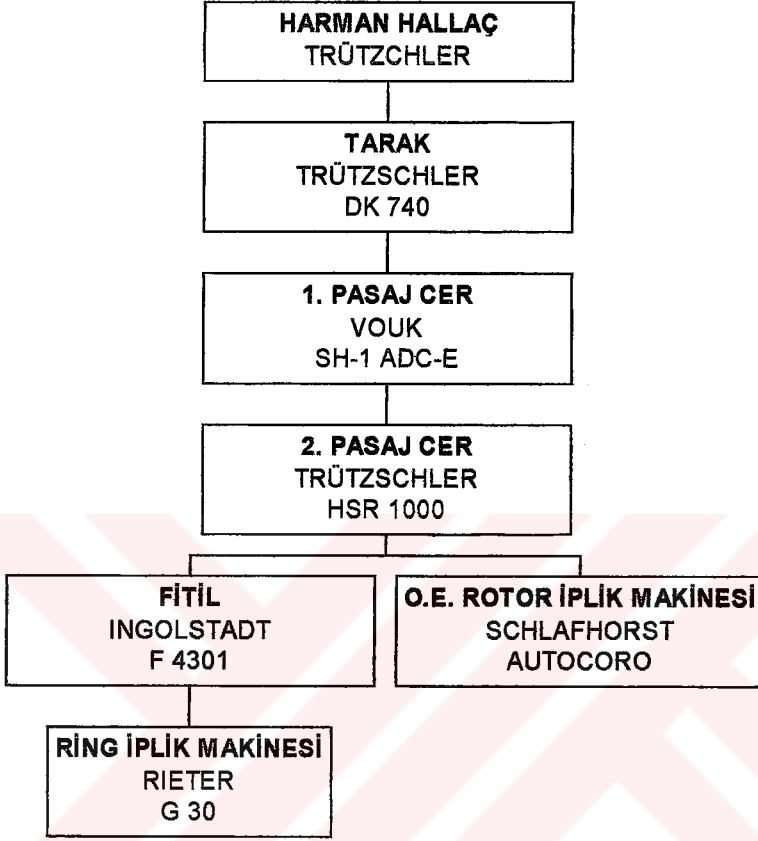 HARMAN HALLAÇ
TRÜTZCHLER
TARAK
TRÜTZSCHLER
DK 740
1. PASAJ CER
VOUK
SH-1 ADC-E
2. PASAJ CER
TRÜTZSCHLER
HSR 1000
FİTİL
INGOLSTADT
F 4301
O.E. ROTOR İPLİK MAKİNESİ
SCHLAFHORST
AUTOCORO
RİNG İPLİK MAKİNESİ
RIETER
G 30